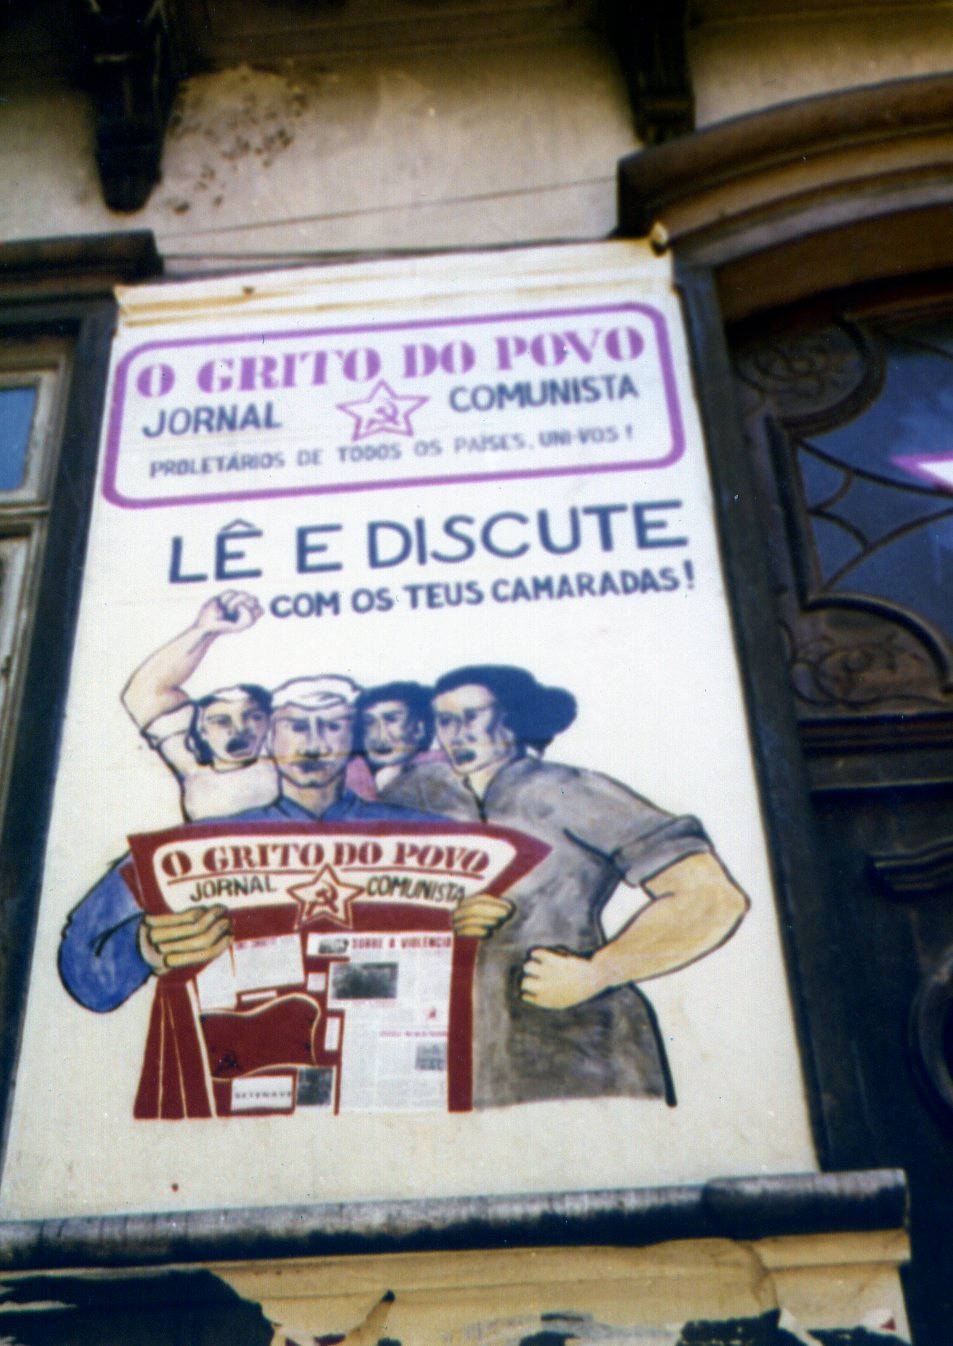 O GRITO DO POVO
JORNAL COMUNISTA
PROLETÁRIOS DE TODOS OS PAÍSES, UNI-VOS!
LÊ E DISCUTE
COM OS TEUS CAMARADAS!
O GRITO DO POVO
JORNAL COMUNISTA
SOBRE A VIOLÊNCIA
SETENAVE